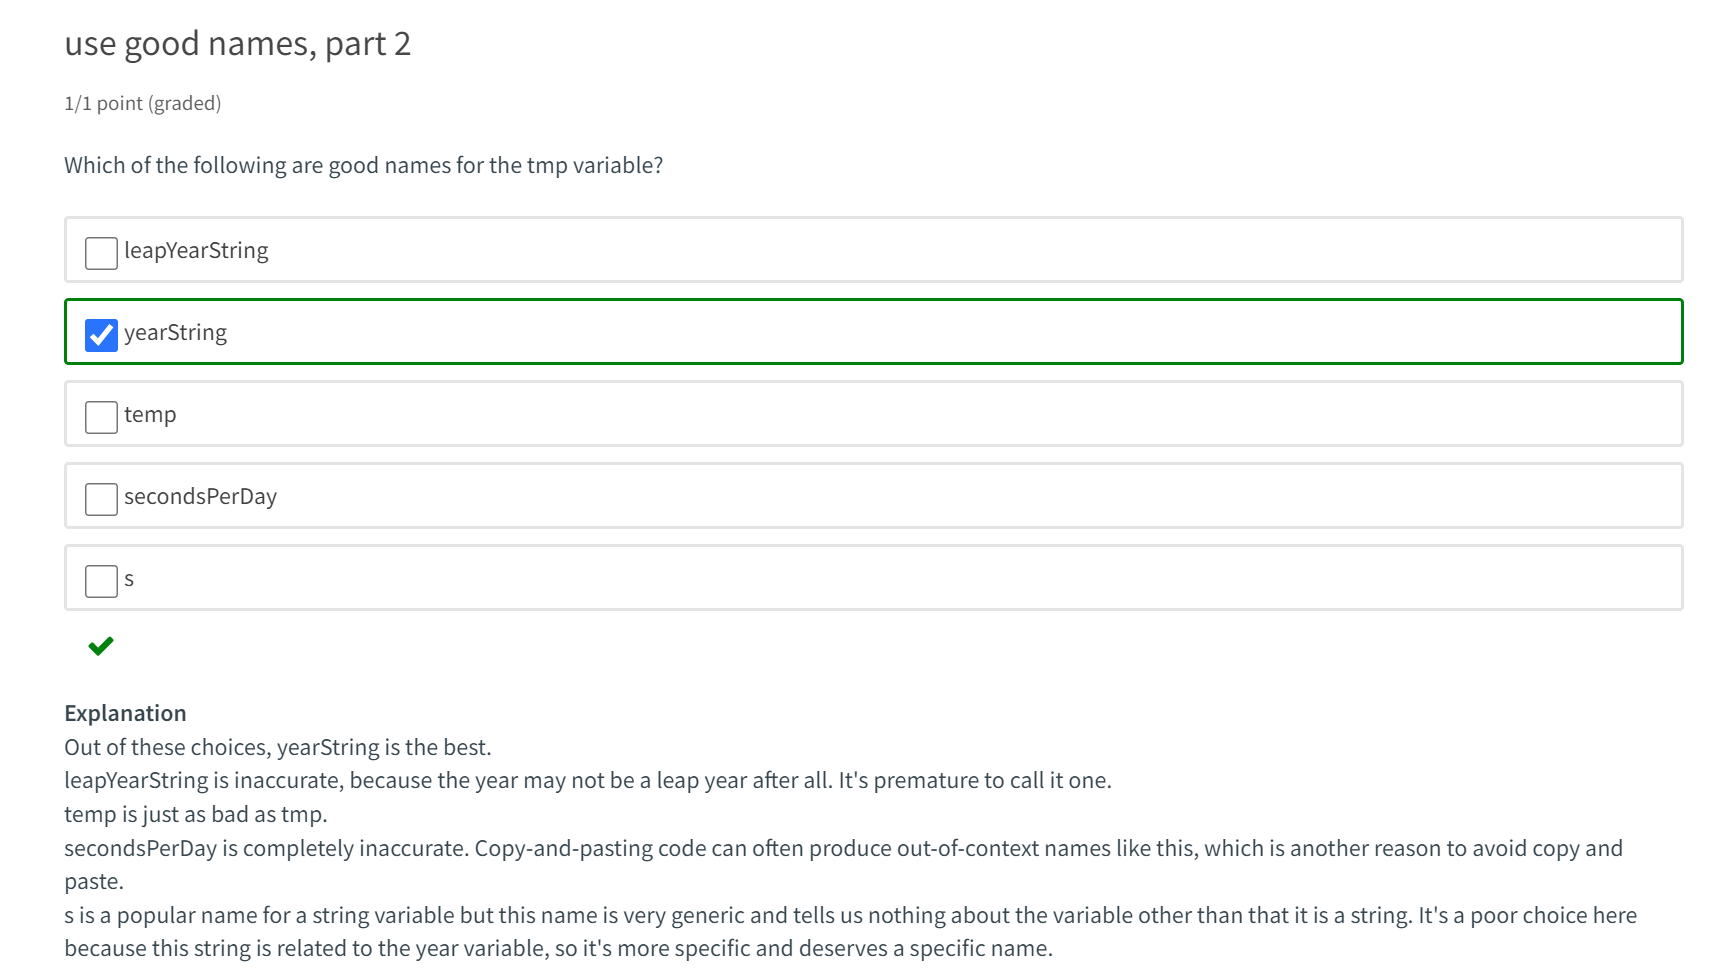 use good names, part 2
1/1 point (graded)
Which of the following are good names for the tmp variable?
leapYearString
yearString
temp
secondsPerDay
s
Explanation
Out of these choices, yearString is the best.
leapYearString is inaccurate, because the year may not be a leap year after all. It's premature to call it one.
temp is just as bad as tmp.
secondsPerDay is completely inaccurate. Copy-and-pasting code can often produce out-of-context names like this, which is another reason to avoid copy and
paste.
s is a popular name for a string variable but this name is very generic and tells us nothing about the variable other than that it is a string. It's a poor choice here
because this string is related to the year variable, so it's more specific and deserves a specific name.